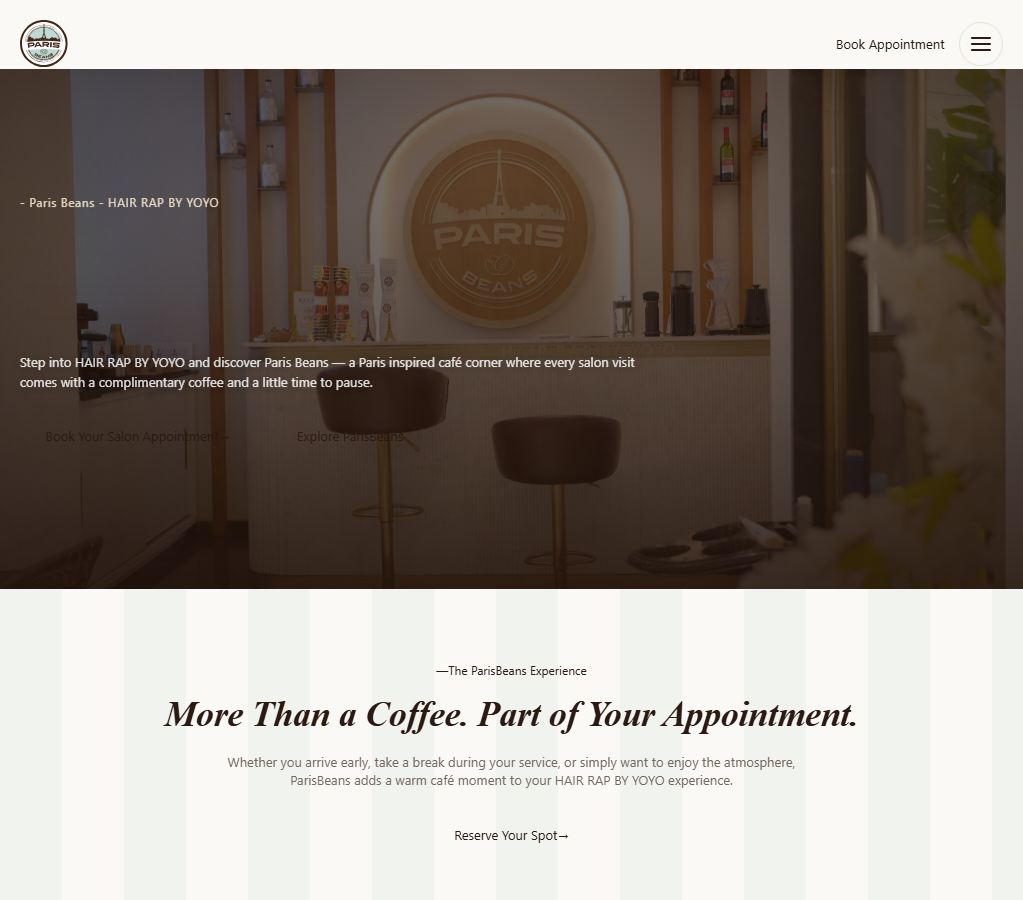 PARIS
BEANS
Book Appointment
- Paris Beans - HAIR RAP BY YOYO
PARIS
BEANS
Step into HAIR RAP BY YOYO and discover Paris Beans — a Paris inspired café corner where every salon visit
comes with a complimentary coffee and a little time to pause.
Book Your Salon Appointment→
Explore ParisBeans
—The ParisBeans Experience
More Than a Coffee. Part of Your Appointment.
Whether you arrive early, take a break during your service, or simply want to enjoy the atmosphere,
ParisBeans adds a warm café moment to your HAIR RAP BY YOYO experience.
Reserve Your Spot→